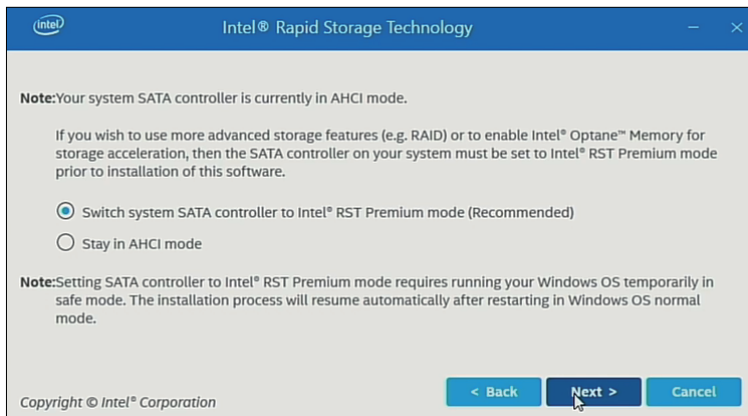 intel
Intel® Rapid Storage Technology
Note:Your system SATA controller is currently in AHCI mode.
If you wish to use more advanced storage features (e.g. RAID) or to enable Intel® Optane™ Memory for
storage acceleration, then the SATA controller on your system must be set to Intel® RST Premium mode
prior to installation of this software.
Switch system SATA controller to Intel® RST Premium mode (Recommended)
Stay in AHCI mode
Note:Setting SATA controller to Intel® RST Premium mode requires running your Windows OS temporarily in
safe mode. The installation process will resume automatically after restarting in Windows OS normal
mode.
< Back
Next >
Cancel
Copyright © Intel® Corporation